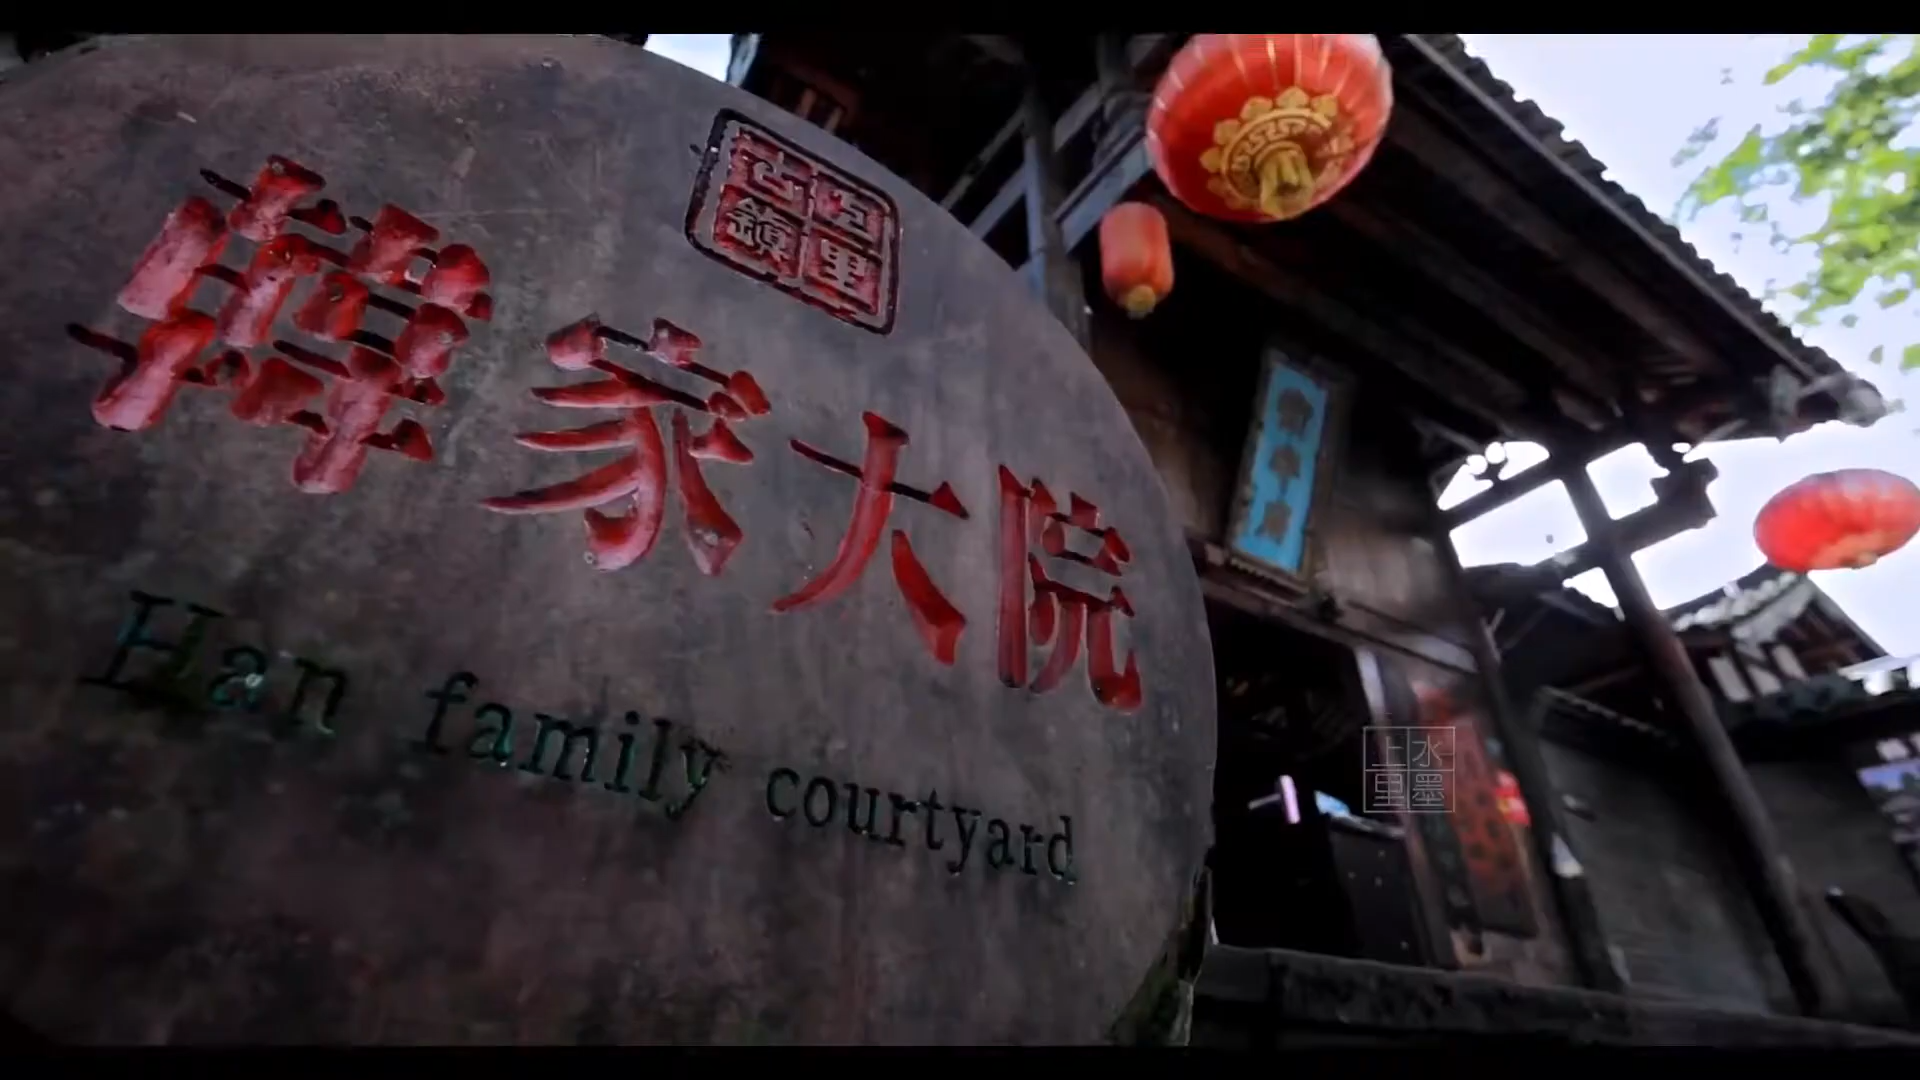 上里
古鎮
韓家大院
Han family courtyard
水墨
上里